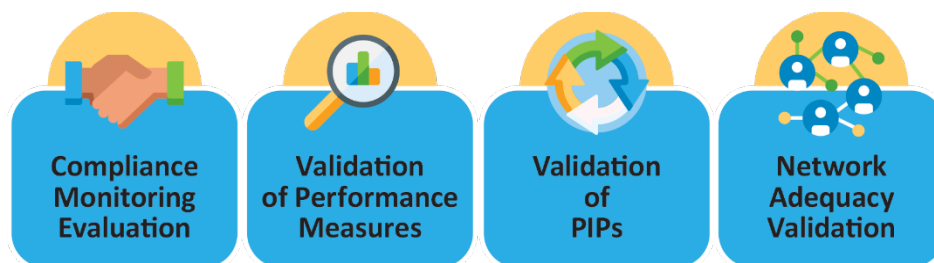 Compliance
Monitoring
Evaluation
Validation
of Performance
Measures
Validation
of
PIPs
Network
Adequacy
Validation